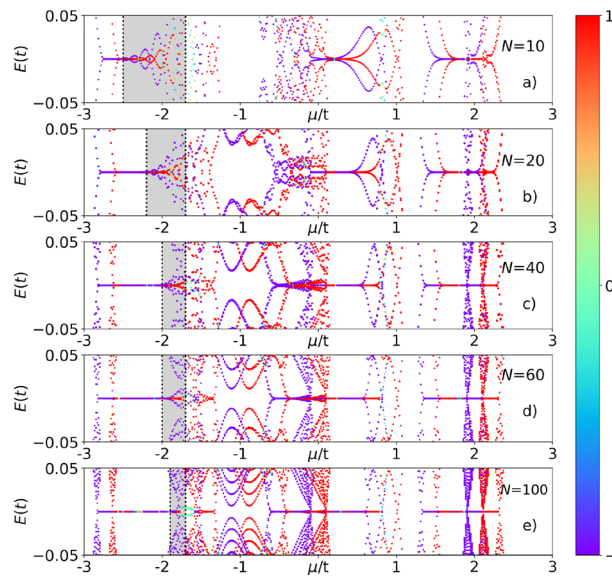 0.05
E(t)
−0.05
N=10
a)
-3 -2 -1 μ/t 1 2 3
0.05
E(t)
−0.05
N=20
b)
-3 -2 -1 μ/t 1 2 3
0.05
E(t)
−0.05
N=40
c)
-3 -2 -1 μ/t 1 2 3
0.05
E(t)
−0.05
N=60
d)
-3 -2 -1 μ/t 1 2 3
0.05
E(t)
−0.05
N=100
e)
-3 -2 -1 μ/t 1 2 3
1
0